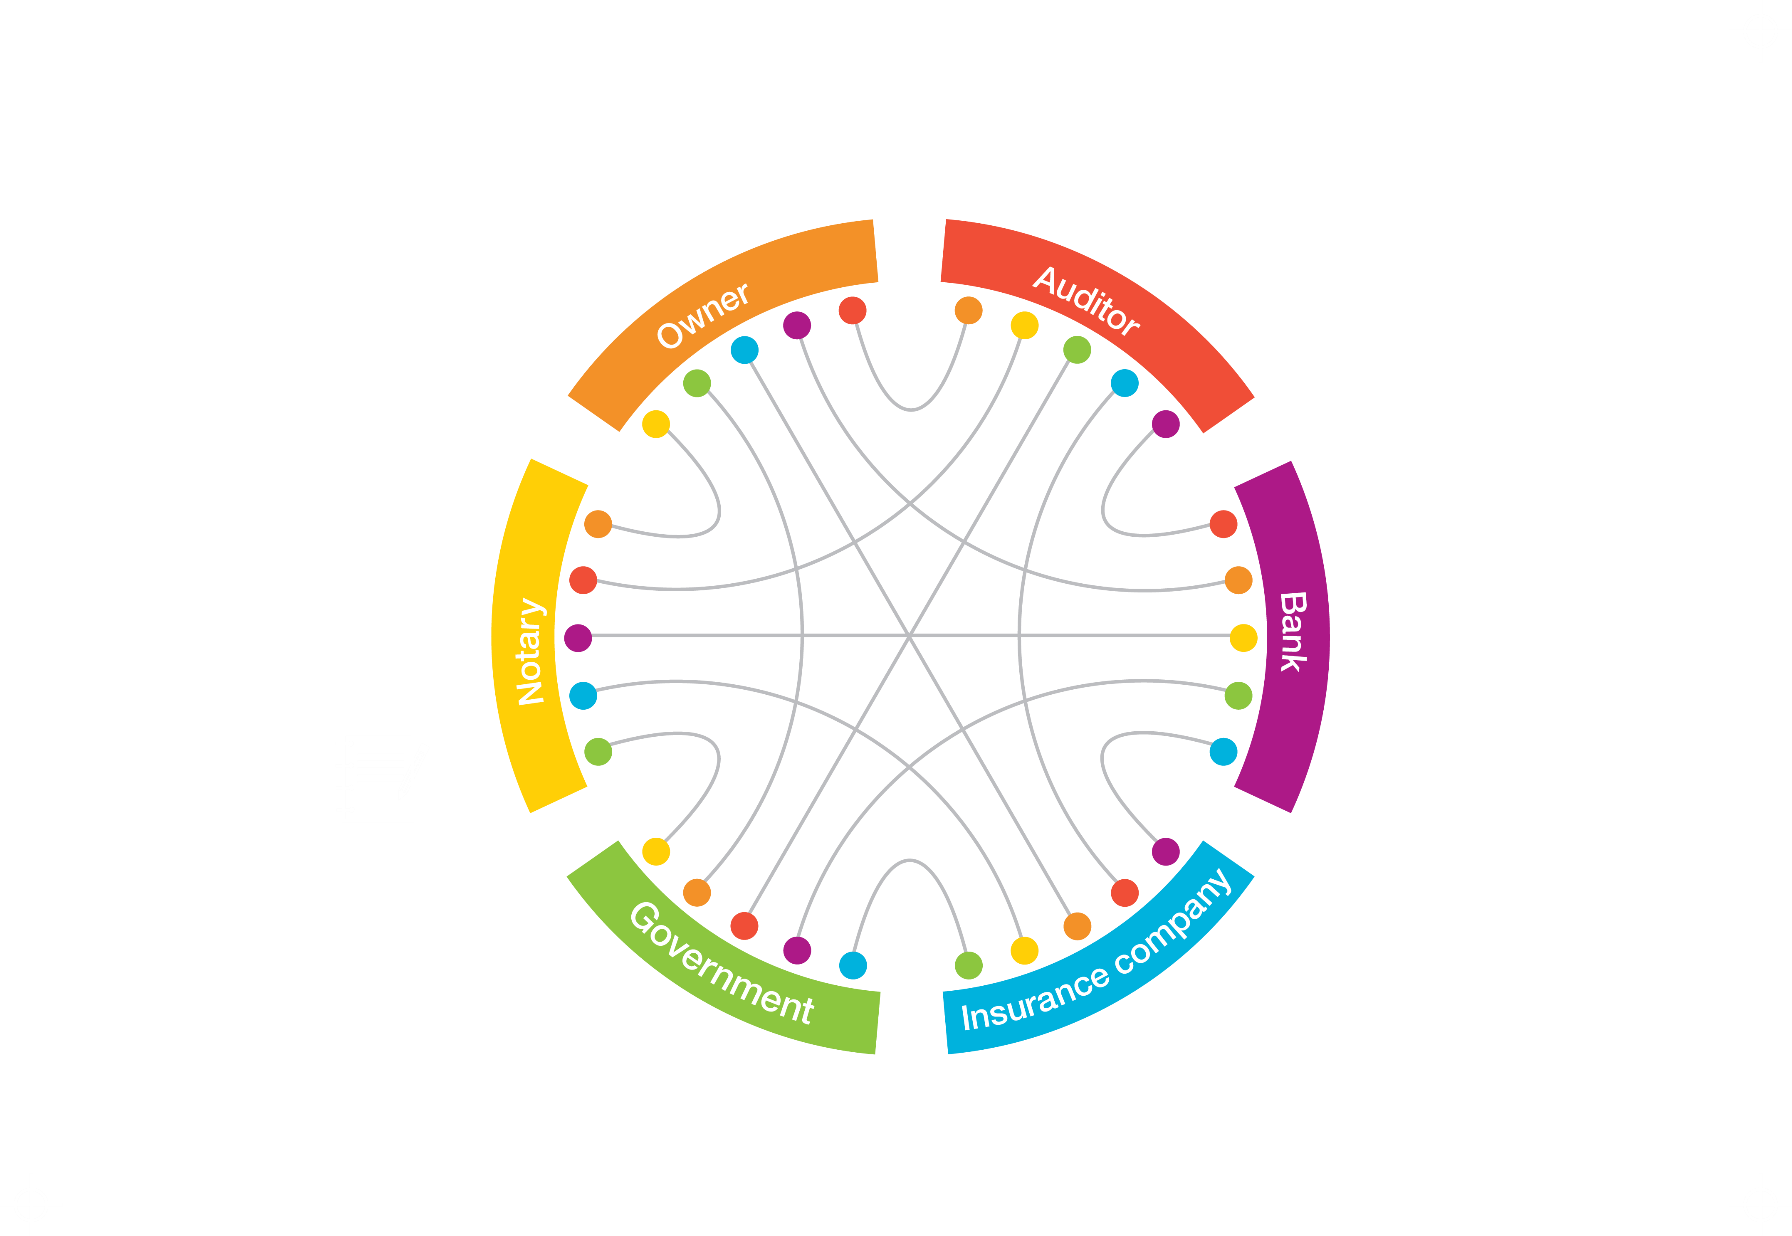 Owner
Auditor
Bank
Insurance company
Government
Notary